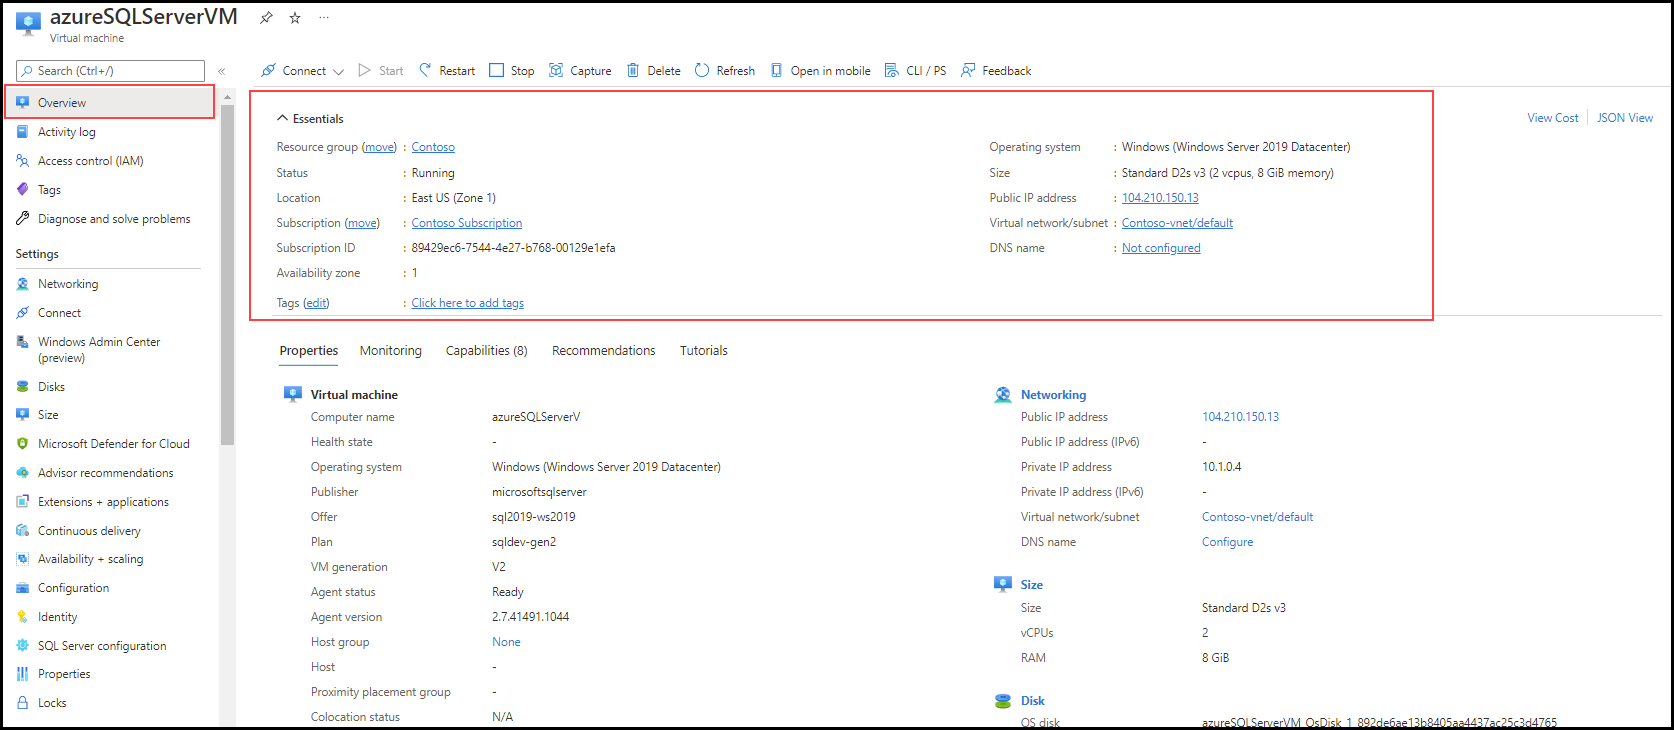 azureSQLServerVM
Virtual machine
Search (Ctrl+/)
Connect Start Restart Stop Capture Delete Refresh Open in mobile CLI / PS Feedback
Overview
Activity log
Access control (IAM)
Tags
Diagnose and solve problems
Settings
Networking
Connect
Windows Admin Center
(preview)
Disks
Size
Microsoft Defender for Cloud
Advisor recommendations
Extensions + applications
Continuous delivery
Availability + scaling
Configuration
Identity
SQL Server configuration
Properties
Locks
Essentials
View Cost JSON View
Resource group (move) : Contoso
Status : Running
Location : East US (Zone 1)
Subscription (move) : Contoso Subscription
Subscription ID : 89429ec6-7544-4e27-b768-00129e1efa
Availability zone : 1
Tags (edit) : Click here to add tags
Operating system : Windows (Windows Server 2019 Datacenter)
Size : Standard D2s v3 (2 vcpus, 8 GiB memory)
Public IP address : 104.210.150.13
Virtual network/subnet : Contoso-vnet/default
DNS name : Not configured
Properties Monitoring Capabilities (8) Recommendations Tutorials
Virtual machine
Computer name azureSQLServerV
Health state -
Operating system Windows (Windows Server 2019 Datacenter)
Publisher microsoftsqlserver
Offer sql2019-ws2019
Plan sqldev-gen2
VM generation V2
Agent status Ready
Agent version 2.7.41491.1044
Host group None
Host -
Proximity placement group -
Colocation status N/A
Networking
Public IP address 104.210.150.13
Public IP address (IPv6) -
Private IP address 10.1.0.4
Private IP address (IPv6) -
Virtual network/subnet Contoso-vnet/default
DNS name Configure
Size
Size Standard D2s v3
vCPUs 2
RAM 8 GiB
Disk
OS disk azureSQLServerVM_OsDisk_1_892de6ae13b8405aa4437ac25c3d4765